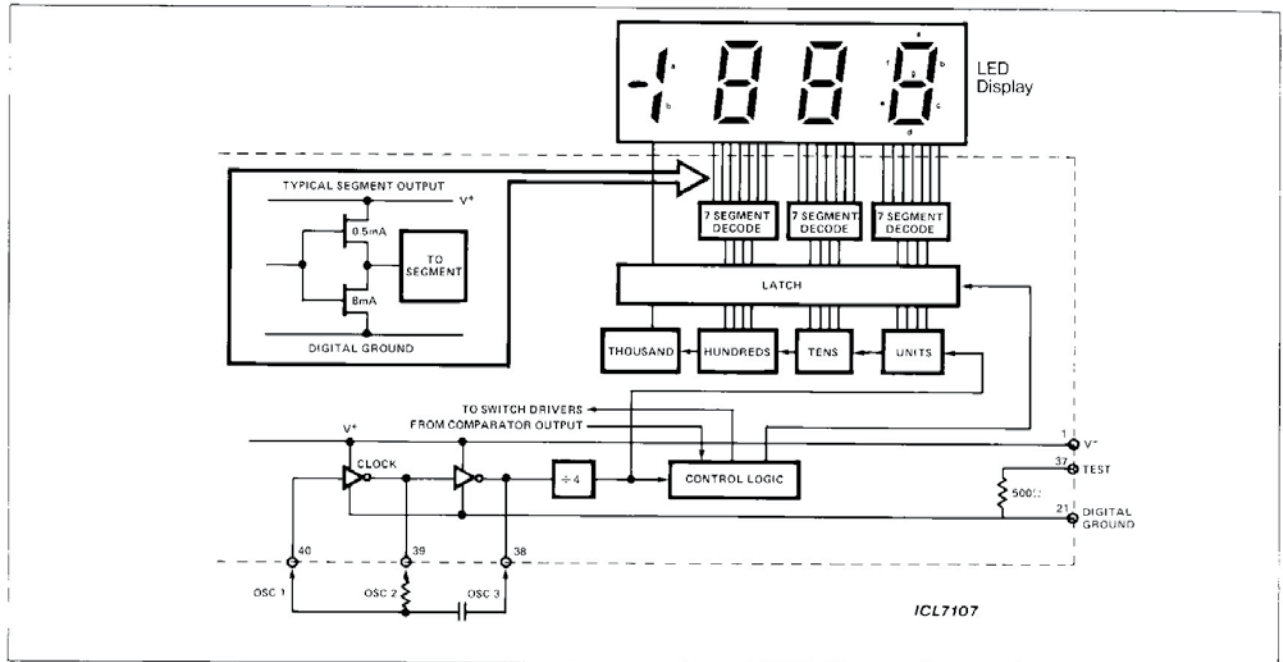 a
b
a
f
b
g
e
c
d
LED
Display
TYPICAL SEGMENT OUTPUT
V+
0.5mA
TO
SEGMENT
8mA
DIGITAL GROUND
7 SEGMENT
DECODE
7 SEGMENT
DECODE
7 SEGMENT
DECODE
LATCH
THOUSAND
HUNDREDS
TENS
UNITS
TO SWITCH DRIVERS
FROM COMPARATOR OUTPUT
V+
CLOCK
÷4
CONTROL LOGIC
1
V-
37
TEST
500Ω
21
DIGITAL
GROUND
40
39
38
OSC 1
OSC 2
OSC 3
ICL7107